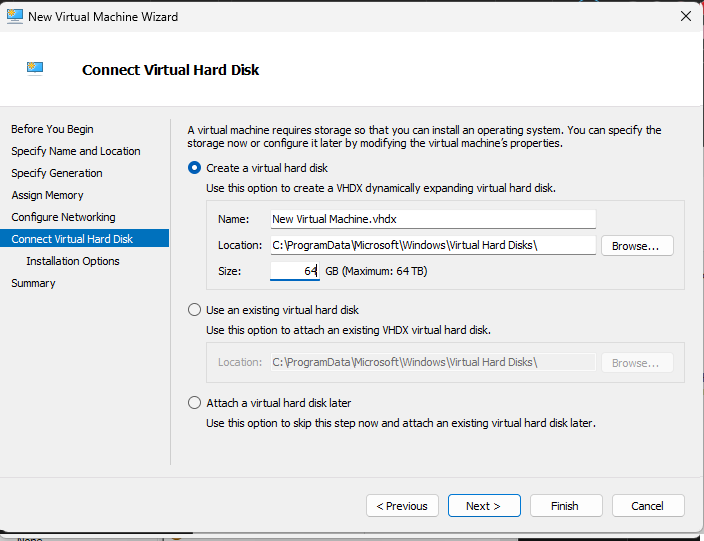 New Virtual Machine Wizard
Connect Virtual Hard Disk
Before You Begin
Specify Name and Location
Specify Generation
Assign Memory
Configure Networking
Connect Virtual Hard Disk
Installation Options
Summary
A virtual machine requires storage so that you can install an operating system. You can specify the
storage now or configure it later by modifying the virtual machine's properties.
Create a virtual hard disk
Use this option to create a VHDX dynamically expanding virtual hard disk.
Name: New Virtual Machine.vhdx
Location: C:\ProgramData\Microsoft\Windows\Virtual Hard Disks\ Browse...
Size: 64 GB (Maximum: 64 TB)
Use an existing virtual hard disk
Use this option to attach an existing VHDX virtual hard disk.
Location: C:\ProgramData\Microsoft\Windows\Virtual Hard Disks\ Browse...
Attach a virtual hard disk later
Use this option to skip this step now and attach an existing virtual hard disk later.
< Previous Next > Finish Cancel